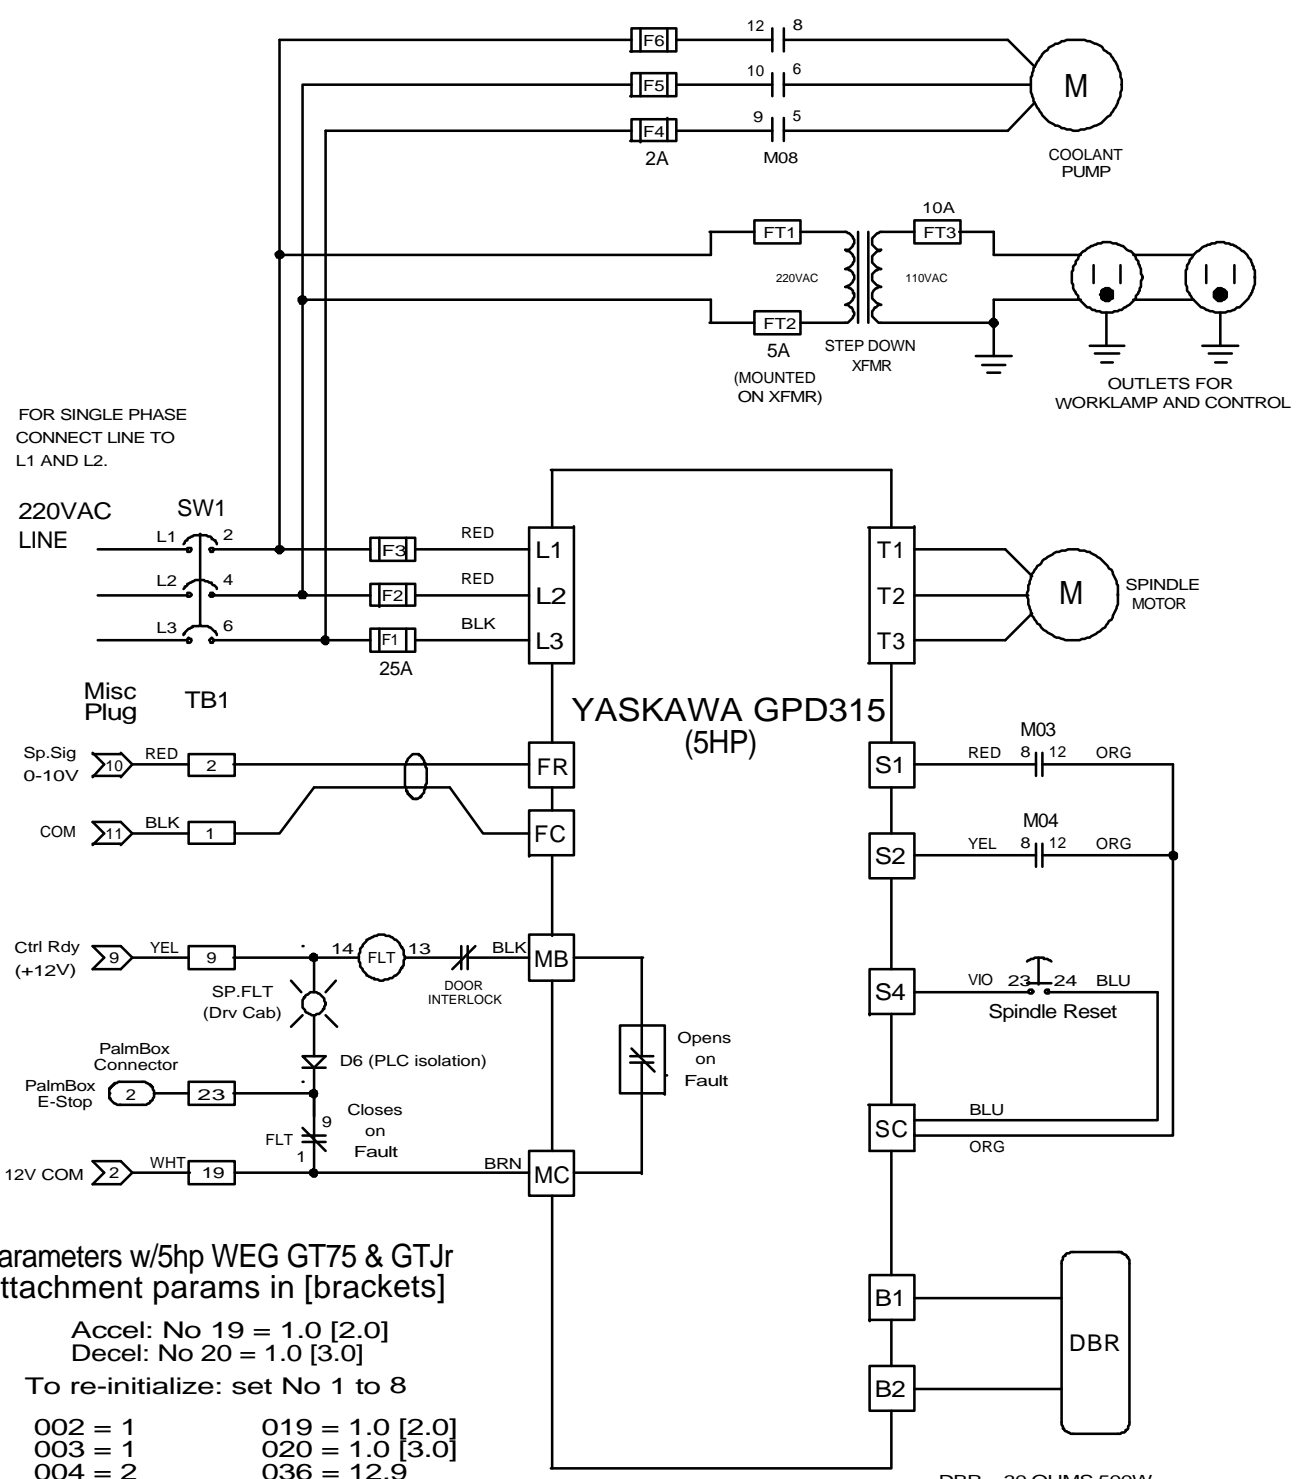 12 8
F6
10 6
F5
M
9 5
F4
2A
M08
COOLANT
PUMP
10A
FT1
FT3
220VAC
110VAC
FT2
5A
STEP DOWN
XFMR
(MOUNTED
ON XFMR)
OUTLETS FOR
WORKLAMP AND CONTROL
FOR SINGLE PHASE
CONNECT LINE TO
L1 AND L2.
220VAC
LINE
SW1
L1 2
F3
RED
L1
T1
L2 4
F2
RED
L2
T2
M
SPINDLE
MOTOR
L3 6
F1
BLK
L3
T3
25A
Misc
Plug
TB1
YASKAWA GPD315
(5HP)
Sp.Sig
0-10V
10
RED
2
FR
S1
RED
M03
8 12
ORG
COM
11
BLK
1
FC
S2
YEL
M04
8 12
ORG
Ctrl Rdy
(+12V)
9
YEL
9
14
FLT
13
BLK
MB
DOOR
INTERLOCK
SP.FLT
(Drv Cab)
S4
VIO
23 24
BLU
Spindle Reset
D6 (PLC isolation)
Opens
on
Fault
PalmBox
Connector
PalmBox
E-Stop
2
23
Closes
on
Fault
FLT
9
1
SC
BLU
ORG
12V COM
2
WHT
19
BRN
MC
arameters w/5hp WEG GT75 & GTJr
ttachment params in [brackets]
Accel: No 19 = 1.0 [2.0]
Decel: No 20 = 1.0 [3.0]
To re-initialize: set No 1 to 8
002 = 1 019 = 1.0 [2.0]
003 = 1 020 = 1.0 [3.0]
004 = 2 036 = 12.9
B1
B2
DBR